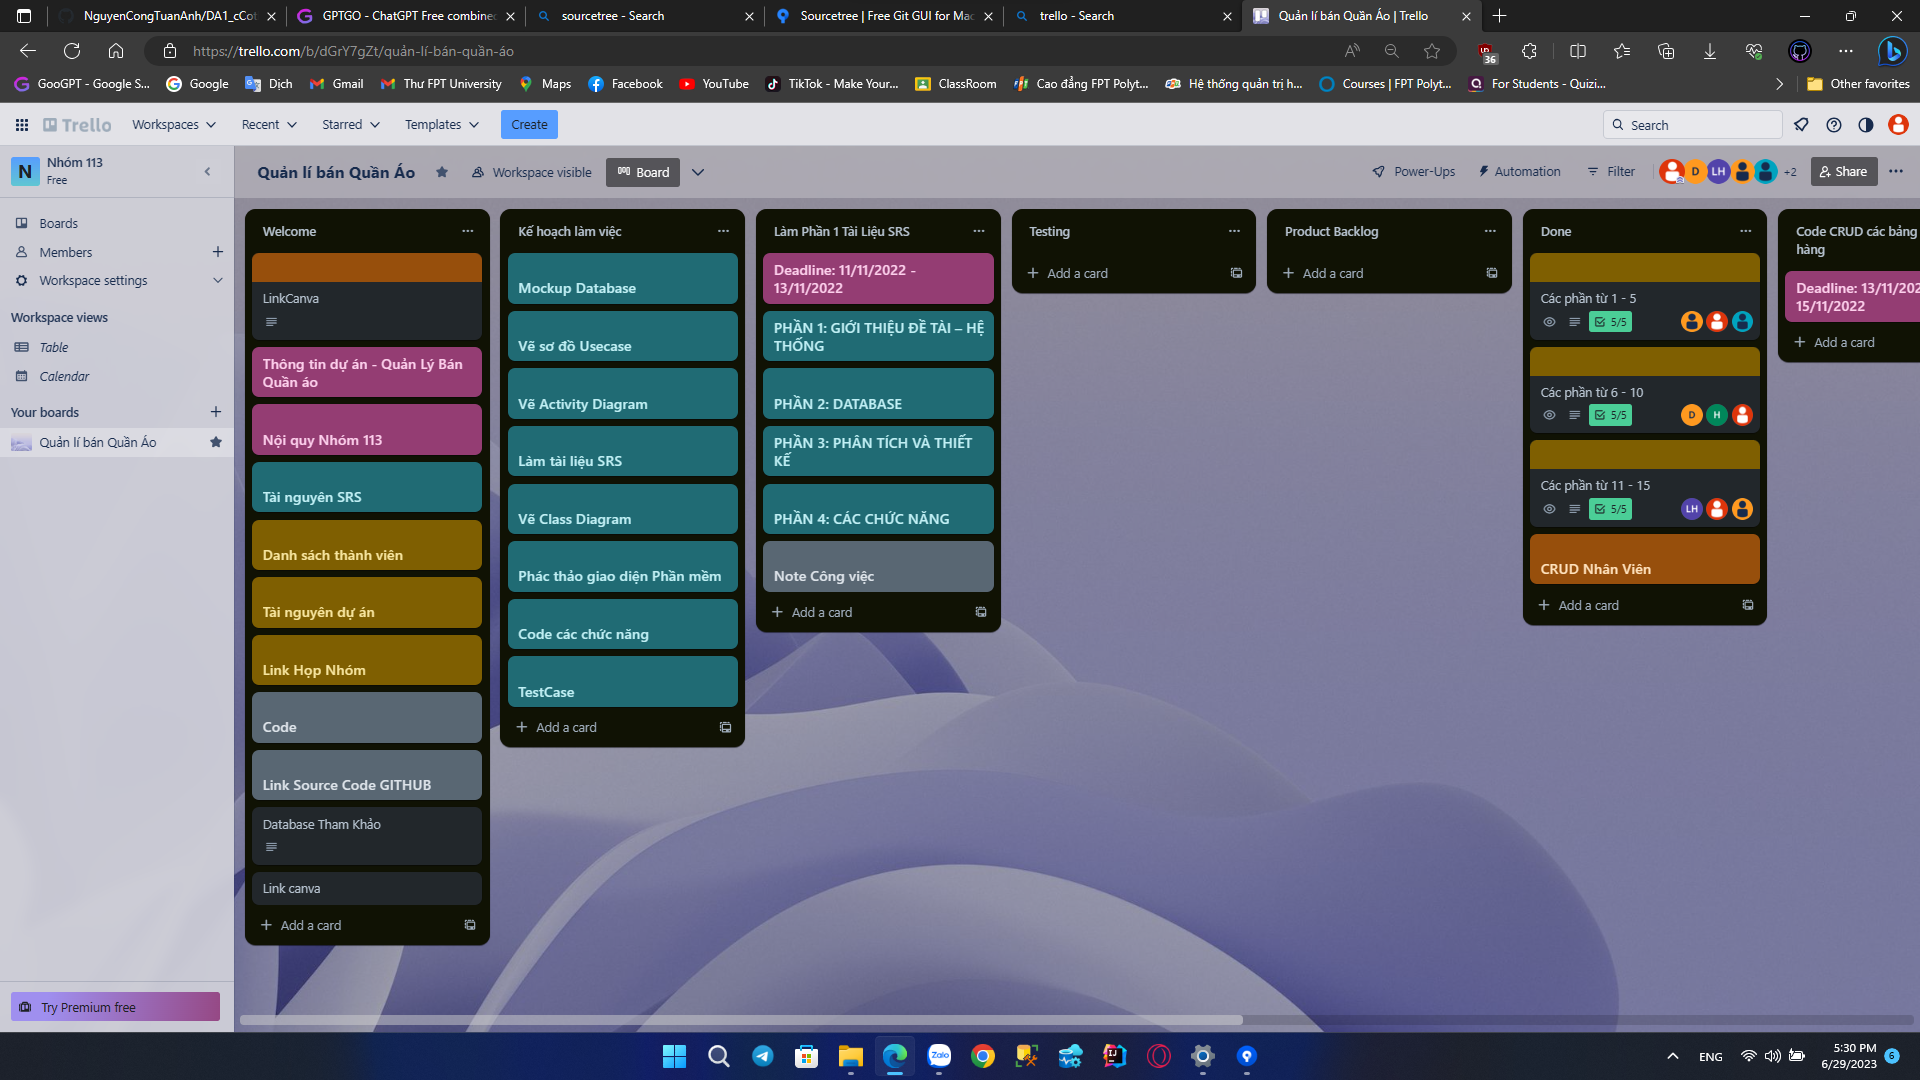 NguyenCongTuanAnh/DA1_cCot
GPTGO - ChatGPT Free combine
sourcetree - Search
Sourcetree | Free Git GUI for Mac
trello - Search
Quản lí bán Quần Áo | Trello
https://trello.com/b/dGrY7gZt/quản-lí-bán-quần-áo
36
GooGPT - Google S...
Google
Dịch
Gmail
Thư FPT University
Maps
Facebook
YouTube
TikTok - Make Your...
ClassRoom
Cao đẳng FPT Polyt...
Hệ thống quản trị h...
Courses | FPT Polyt...
For Students - Quizi...
Other favorites
Trello
Workspaces
Recent
Starred
Templates
Create
Search
N
Nhóm 113
Free
Quản lí bán Quần Áo
Workspace visible
Board
Power-Ups
Automation
Filter
D
LH
+2
Share
Boards
Members
Workspace settings
Workspace views
Table
Calendar
Your boards
Quản lí bán Quần Áo
Try Premium free
Welcome
LinkCanva
Thông tin dự án - Quản Lý Bán
Quần áo
Nội quy Nhóm 113
Tài nguyên SRS
Danh sách thành viên
Tài nguyên dự án
Link Họp Nhóm
Code
Link Source Code GITHUB
Database Tham Khảo
Link canva
Add a card
Kế hoạch làm việc
Mockup Database
Vẽ sơ đồ Usecase
Vẽ Activity Diagram
Làm tài liệu SRS
Vẽ Class Diagram
Phác thảo giao diện Phần mềm
Code các chức năng
TestCase
Add a card
Làm Phần 1 Tài Liệu SRS
Deadline: 11/11/2022 -
13/11/2022
PHẦN 1: GIỚI THIỆU ĐỀ TÀI – HỆ
THỐNG
PHẦN 2: DATABASE
PHẦN 3: PHÂN TÍCH VÀ THIẾT
KẾ
PHẦN 4: CÁC CHỨC NĂNG
Note Công việc
Add a card
Testing
Add a card
Product Backlog
Add a card
Done
Các phần từ 1 - 5
5/5
Các phần từ 6 - 10
5/5
D
H
Các phần từ 11 - 15
5/5
LH
CRUD Nhân Viên
Add a card
Code CRUD các bảng
hàng
Deadline: 13/11/202
15/11/2022
Add a card
Zalo
ENG
5:30 PM
6/29/2023
6